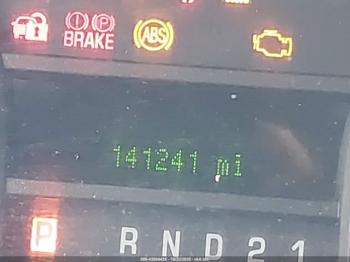 (!) (P)
BRAKE
ABS
141241 mi
P R N D 2 1